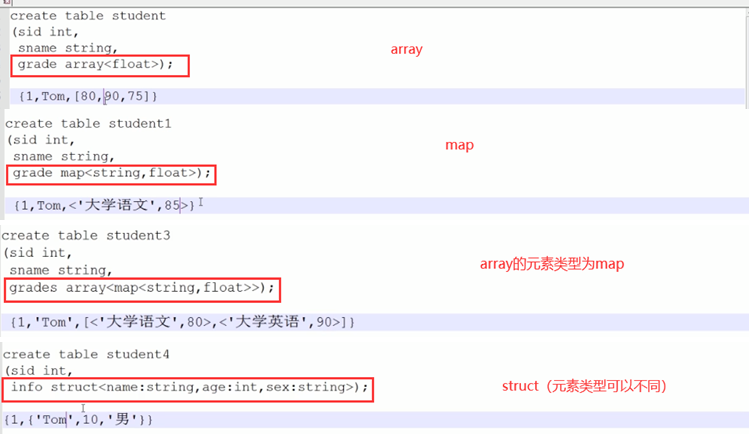 create table student
(sid int,
sname string,
grade array<float>);
array
{1,Tom,[80,90,75]}
create table student1
(sid int,
sname string,
grade map<string,float>);
map
{1,Tom,<'大学语文',85>}
create table student3
(sid int,
sname string,
grades array<map<string,float>>);
array的元素类型为map
{1,'Tom',[<'大学语文',80>,<'大学英语',90>]}
create table student4
(sid int,
info struct<name:string,age:int,sex:string>);
struct（元素类型可以不同）
{1,{'Tom',10,'男'}}